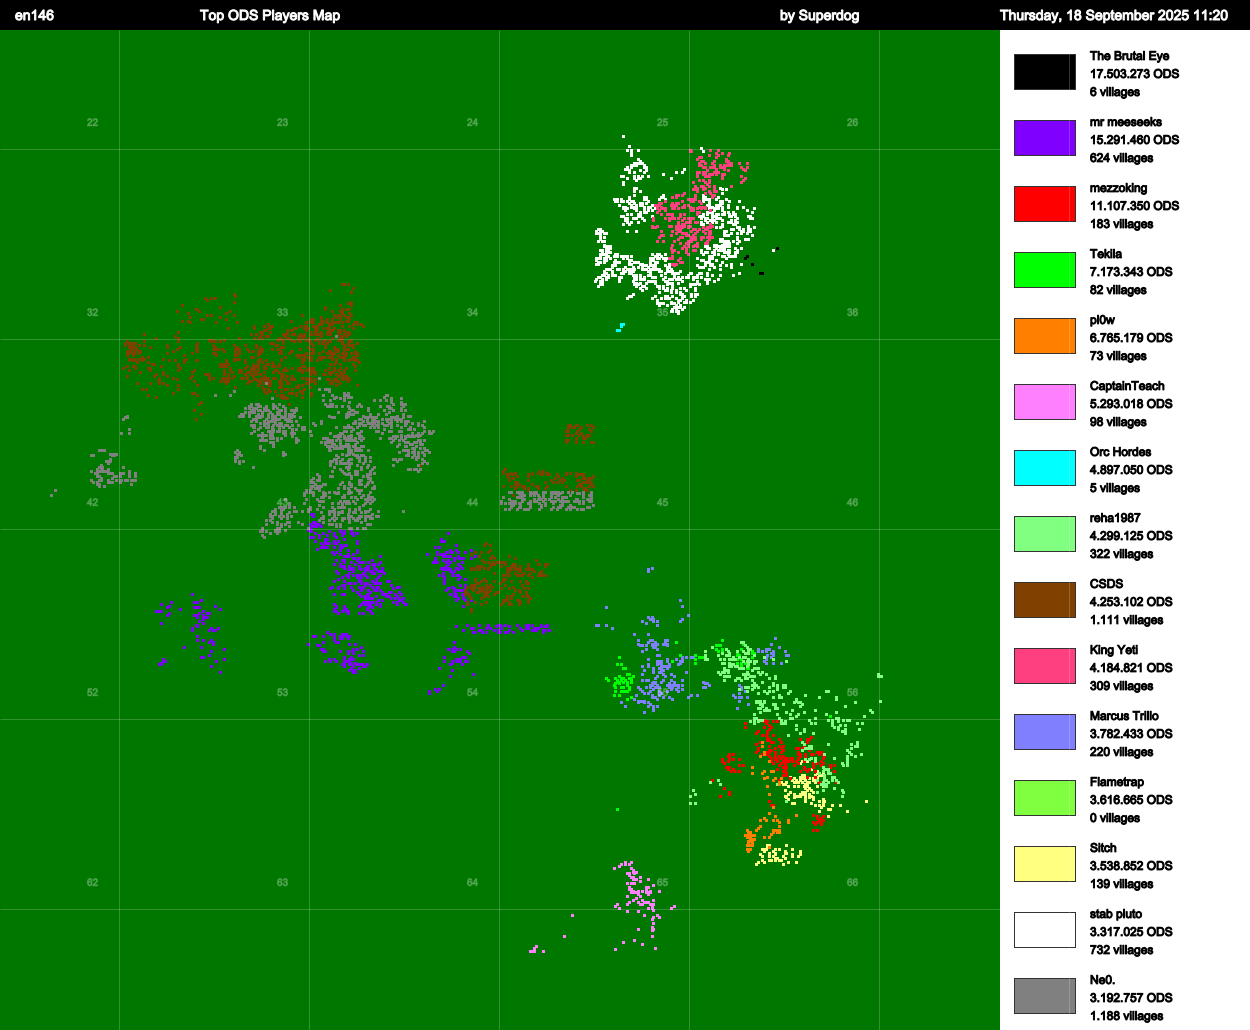 en146 Top ODS Players Map by Superdog Thursday, 18 September 2025 11:20
The Brutal Eye
17.503.273 ODS
6 villages
22 23 24 25 26
mr meeseeks
15.291.460 ODS
624 villages
mezzoking
11.107.350 ODS
183 villages
Tekila
7.173.343 ODS
82 villages
32 33 34 35 36
pl0w
6.765.179 ODS
73 villages
CaptainTeach
5.293.018 ODS
98 villages
Orc Hordes
4.897.050 ODS
5 villages
42 43 44 45 46
reha1987
4.299.125 ODS
322 villages
CSDS
4.253.102 ODS
1.111 villages
King Yeti
4.184.821 ODS
309 villages
52 53 54 56
Marcus Trillo
3.782.433 ODS
220 villages
Flametrap
3.616.665 ODS
0 villages
Sitch
3.538.852 ODS
139 villages
62 63 64 65 66
stab pluto
3.317.025 ODS
732 villages
Ne0.
3.192.757 ODS
1.188 villages